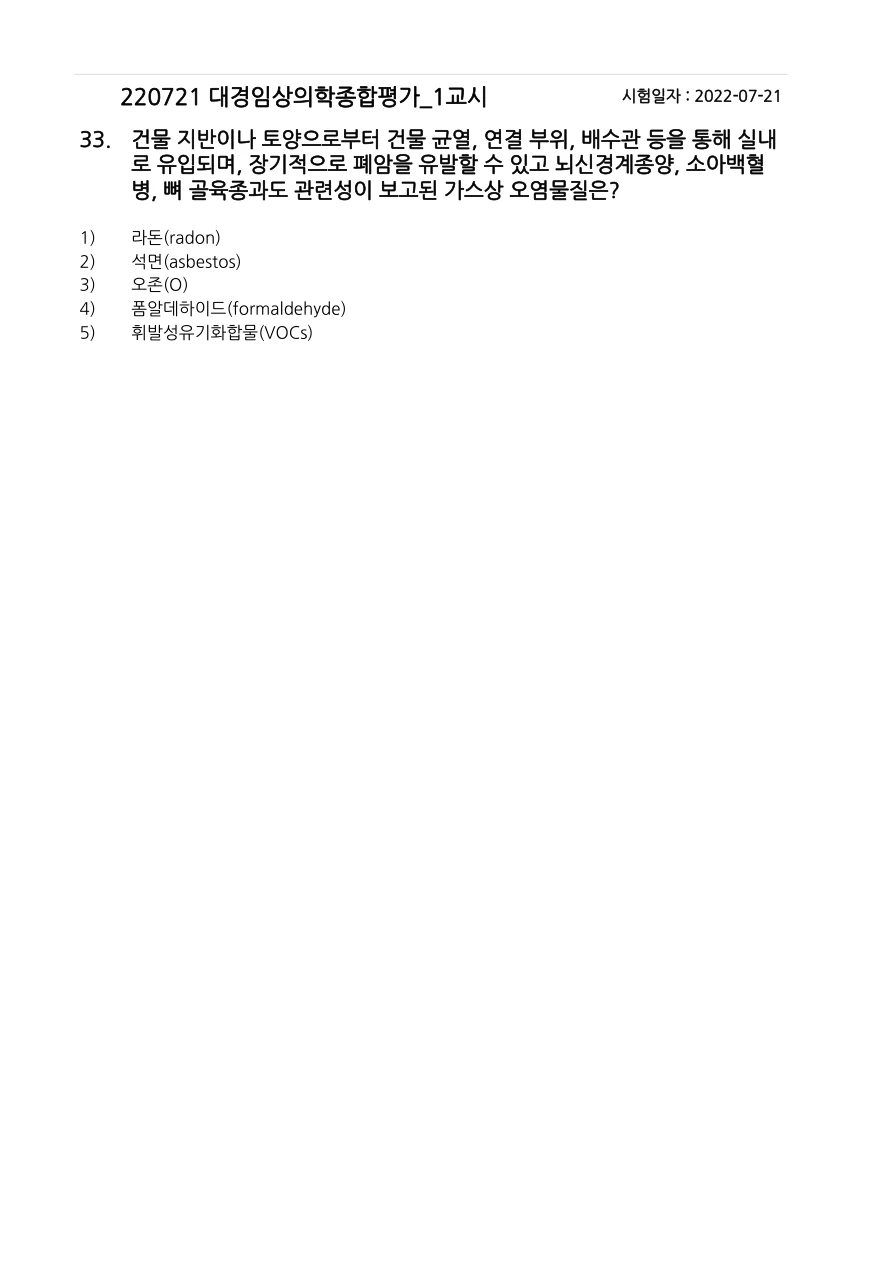 220721 대경임상의학종합평가_1교시 시험일자 : 2022-07-21
33. 건물 지반이나 토양으로부터 건물 균열, 연결 부위, 배수관 등을 통해 실내
로 유입되며, 장기적으로 폐암을 유발할 수 있고 뇌신경계종양, 소아백혈
병, 뼈 골육종과도 관련성이 보고된 가스상 오염물질은?
1) 라돈(radon)
2) 석면(asbestos)
3) 오존(O)
4) 폼알데하이드(formaldehyde)
5) 휘발성유기화합물(VOCs)